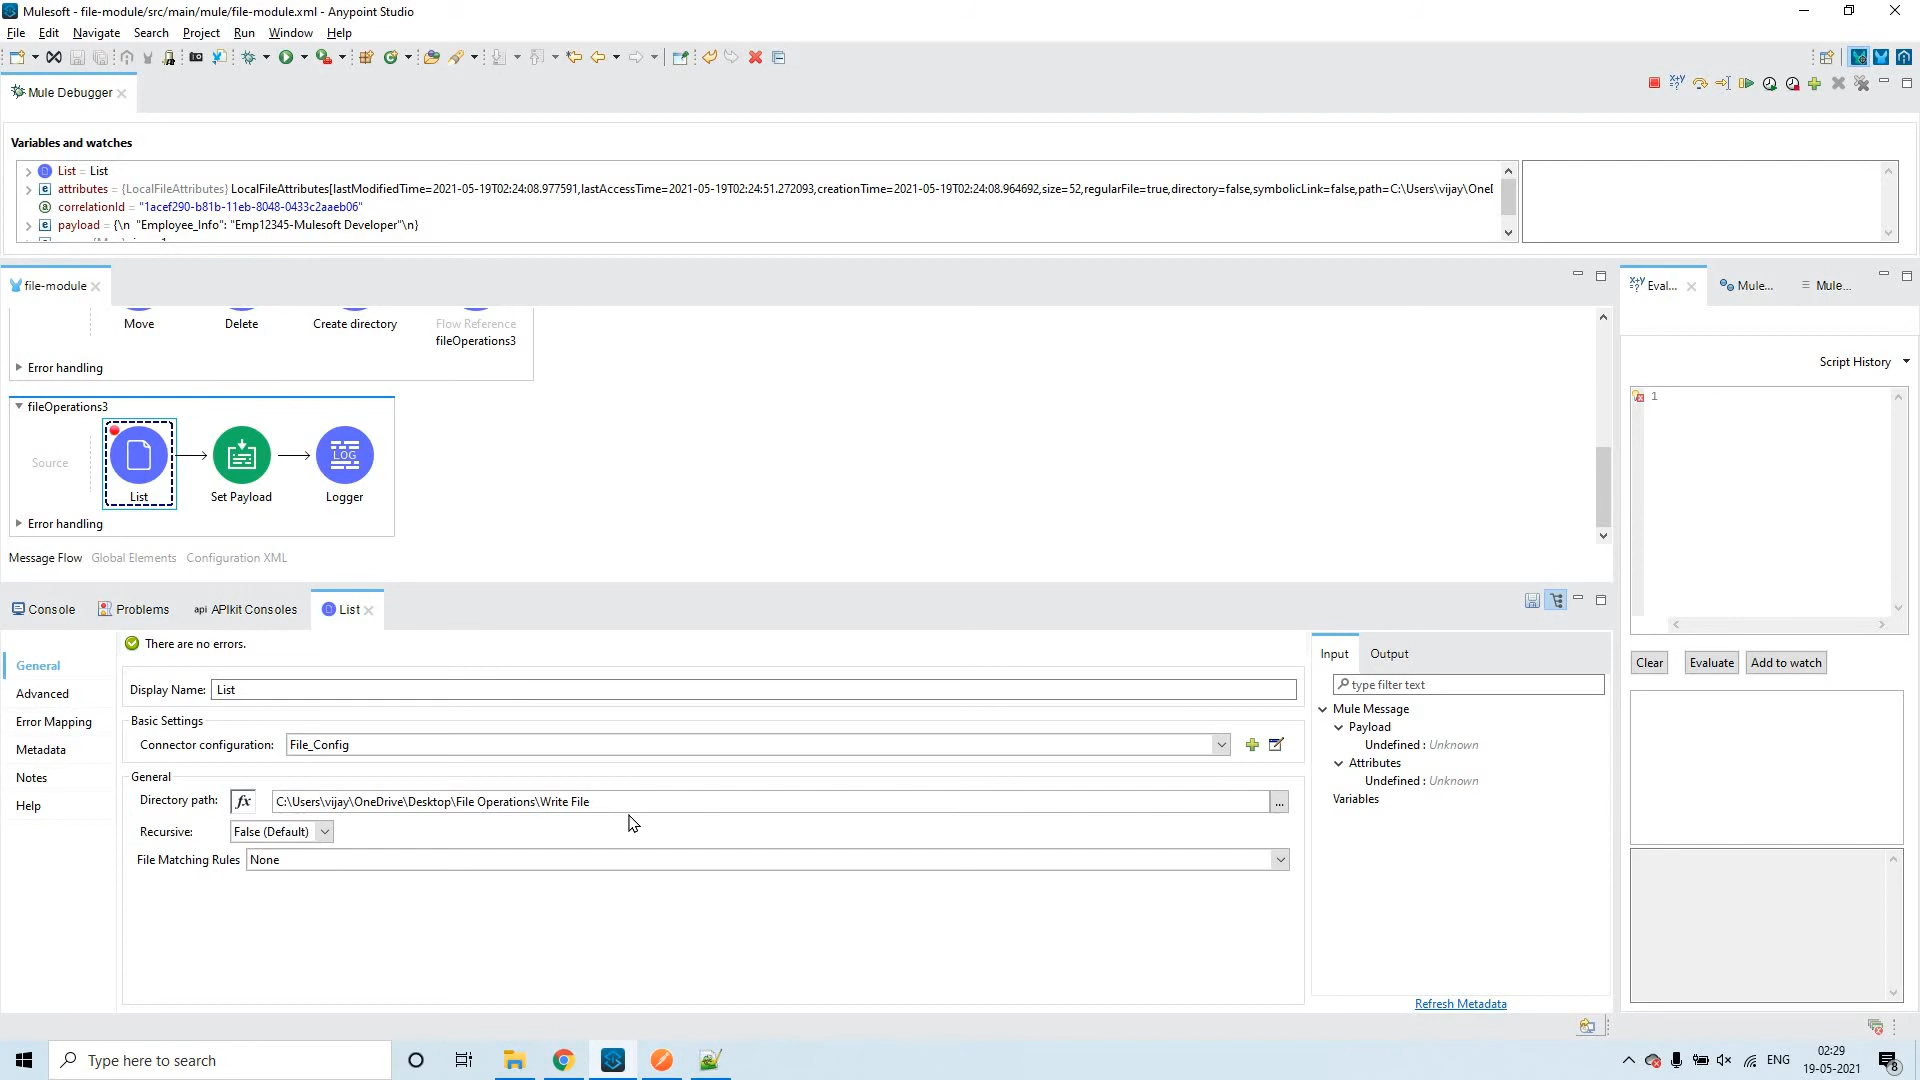 Mulesoft - file-module/src/main/mule/file-module.xml - Anypoint Studio
File Edit Navigate Search Project Run Window Help
Mule Debugger
Variables and watches
List = List
attributes = {LocalFileAttributes} LocalFileAttributes[lastModifiedTime=2021-05-19T02:24:08.977591,lastAccessTime=2021-05-19T02:24:51.272093,creationTime=2021-05-19T02:24:08.964692,size=52,regularFile=true,directory=false,symbolicLink=false,path=C:\Users\vijay\OneD
correlationId = "1acef290-b81b-11eb-8048-0433c2aaeb06"
payload = {\n "Employee_Info": "Emp12345-Mulesoft Developer"\n}
file-module
Eval... Mule... Mule...
Move Delete Create directory Flow Reference
fileOperations3
Error handling
Script History
1
fileOperations3
Source
LOG
List Set Payload Logger
Error handling
Message Flow Global Elements Configuration XML
Console Problems api APIkit Consoles List
There are no errors.
General
Advanced
Error Mapping
Metadata
Notes
Help
Display Name: List
Basic Settings
Connector configuration: File_Config
General
Directory path: fx C:\Users\vijay\OneDrive\Desktop\File Operations\Write File ...
Recursive: False (Default)
File Matching Rules None
Input Output
type filter text
Mule Message
Payload
Undefined : Unknown
Attributes
Undefined : Unknown
Variables
Refresh Metadata
Clear Evaluate Add to watch
Type here to search
ENG
02:29
19-05-2021
8